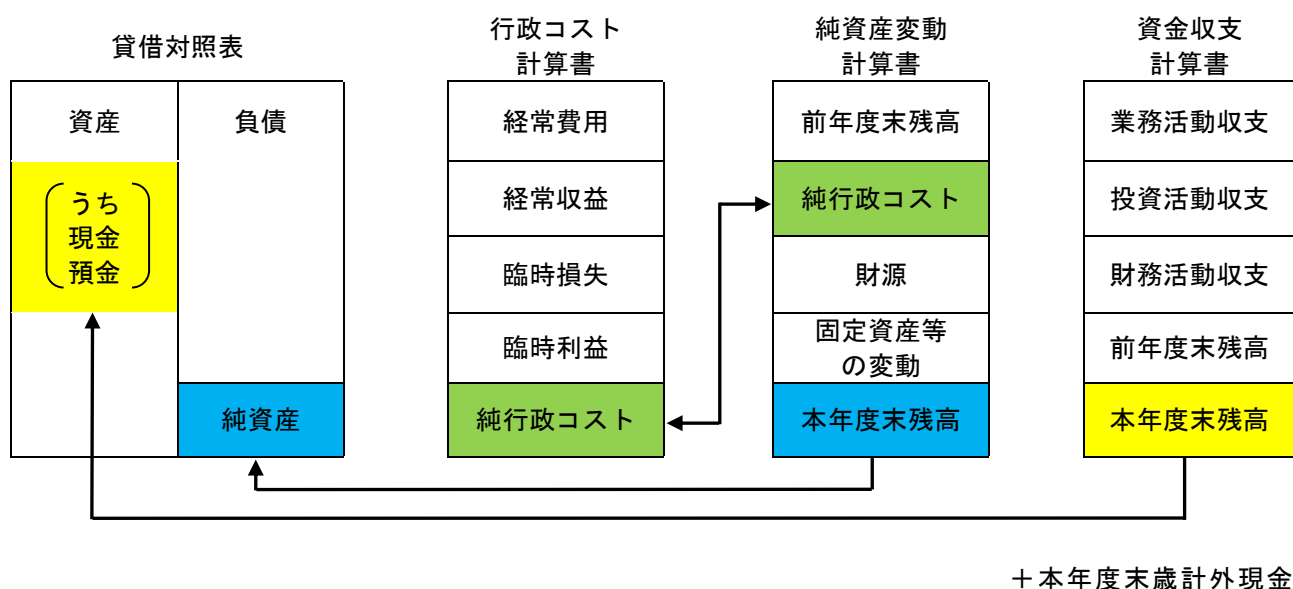 貸借対照表
資産
負債
うち
現金
預金
純資産
行政コスト
計算書
経常費用
経常収益
臨時損失
臨時利益
純行政コスト
純資産変動
計算書
前年度末残高
純行政コスト
財源
固定資産等
の変動
本年度末残高
資金収支
計算書
業務活動収支
投資活動収支
財務活動収支
前年度末残高
本年度末残高
＋本年度末歳計外現金